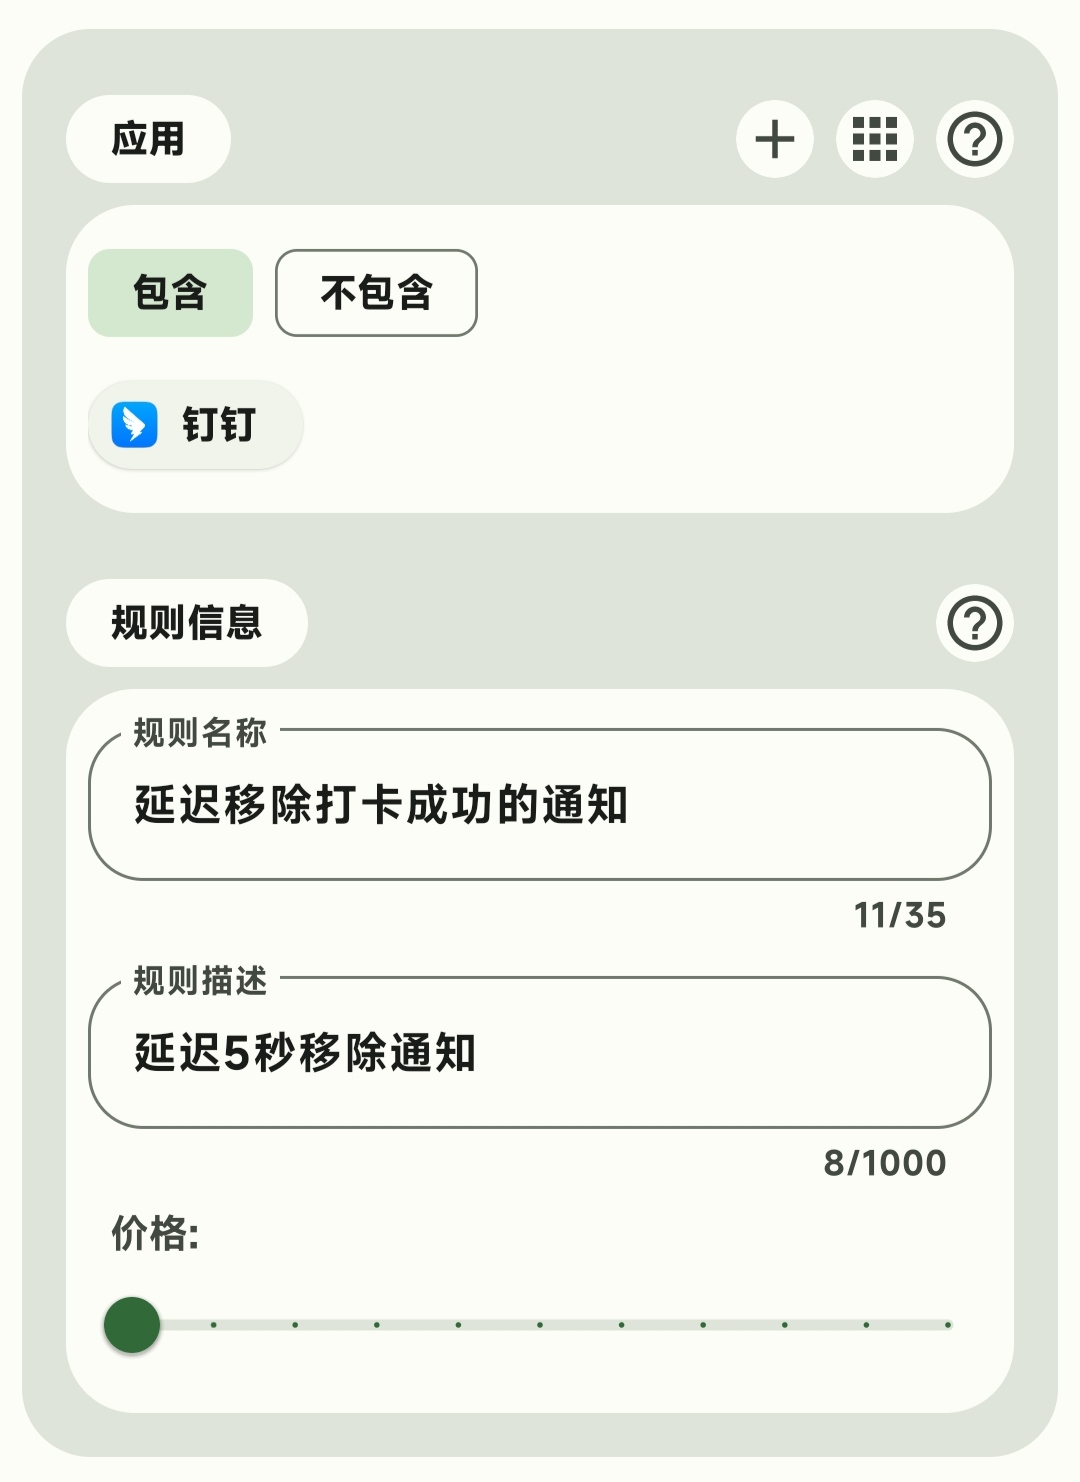 应用
包含
不包含
钉钉
规则信息
规则名称
延迟移除打卡成功的通知
11/35
规则描述
延迟5秒移除通知
8/1000
价格: